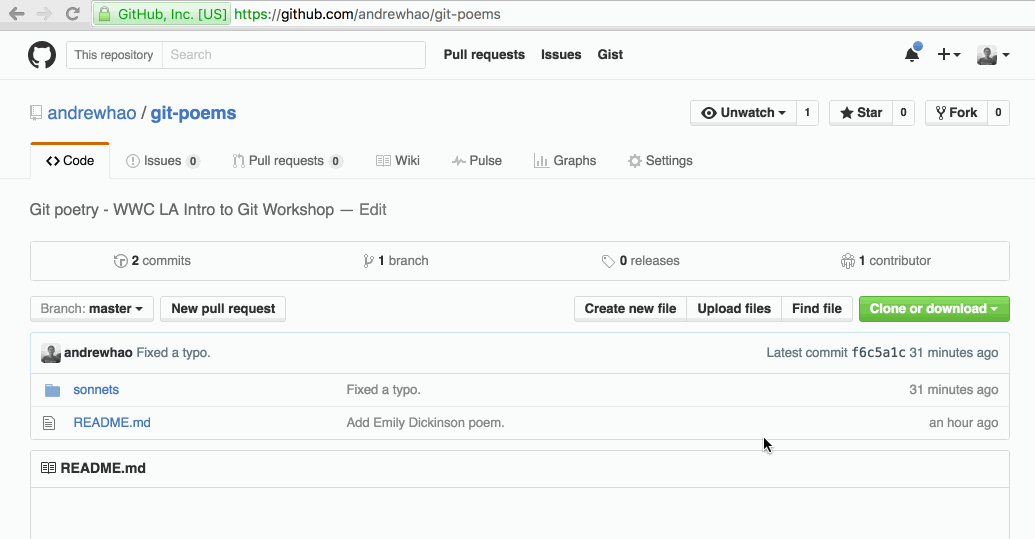 GitHub, Inc. [US] https://github.com/andrewhao/git-poems
This repository Search Pull requests Issues Gist
andrewhao / git-poems Unwatch 1 Star 0 Fork 0
Code Issues 0 Pull requests 0 Wiki Pulse Graphs Settings
Git poetry - WWC LA Intro to Git Workshop — Edit
2 commits 1 branch 0 releases 1 contributor
Branch: master New pull request Create new file Upload files Find file Clone or download
andrewhao Fixed a typo. Latest commit f6c5a1c 31 minutes ago
sonnets Fixed a typo. 31 minutes ago
README.md Add Emily Dickinson poem. an hour ago
README.md